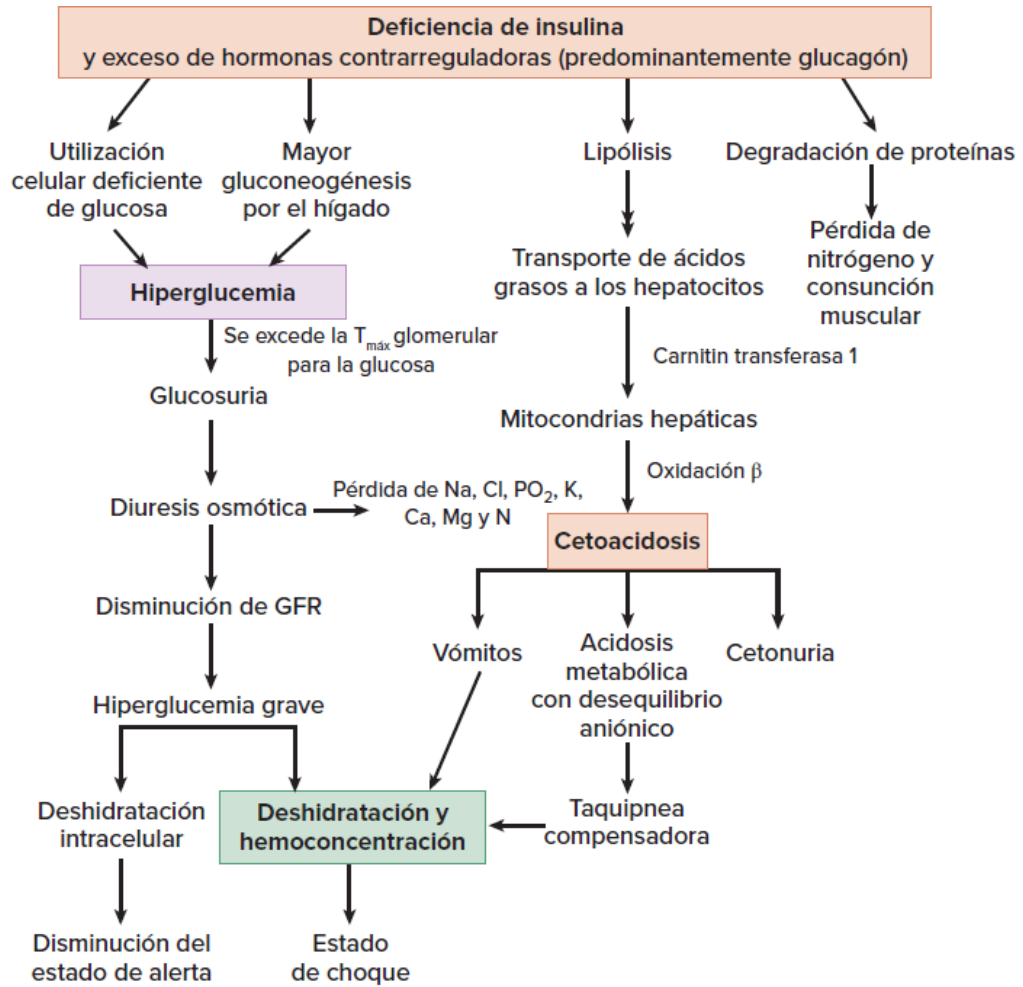 Deficiencia de insulina
y exceso de hormonas contrarreguladoras (predominantemente glucagón)
Utilización
celular deficiente
de glucosa
Mayor
gluconeogénesis
por el hígado
Lipólisis
Degradación de proteínas
Transporte de ácidos
grasos a los hepatocitos
Pérdida de
nitrógeno y
consunción
muscular
Hiperglucemia
Se excede la Tmáx glomerular
para la glucosa
Carnitin transferasa 1
Glucosuria
Mitocondrias hepáticas
Oxidación β
Diuresis osmótica
Pérdida de Na, Cl, PO₂, K,
Ca, Mg y N
Cetoacidosis
Disminución de GFR
Vómitos
Acidosis
metabólica
con desequilibrio
aniónico
Cetonuria
Hiperglucemia grave
Deshidratación
intracelular
Deshidratación y
hemoconcentración
Taquipnea
compensadora
Disminución del
estado de alerta
Estado
de choque